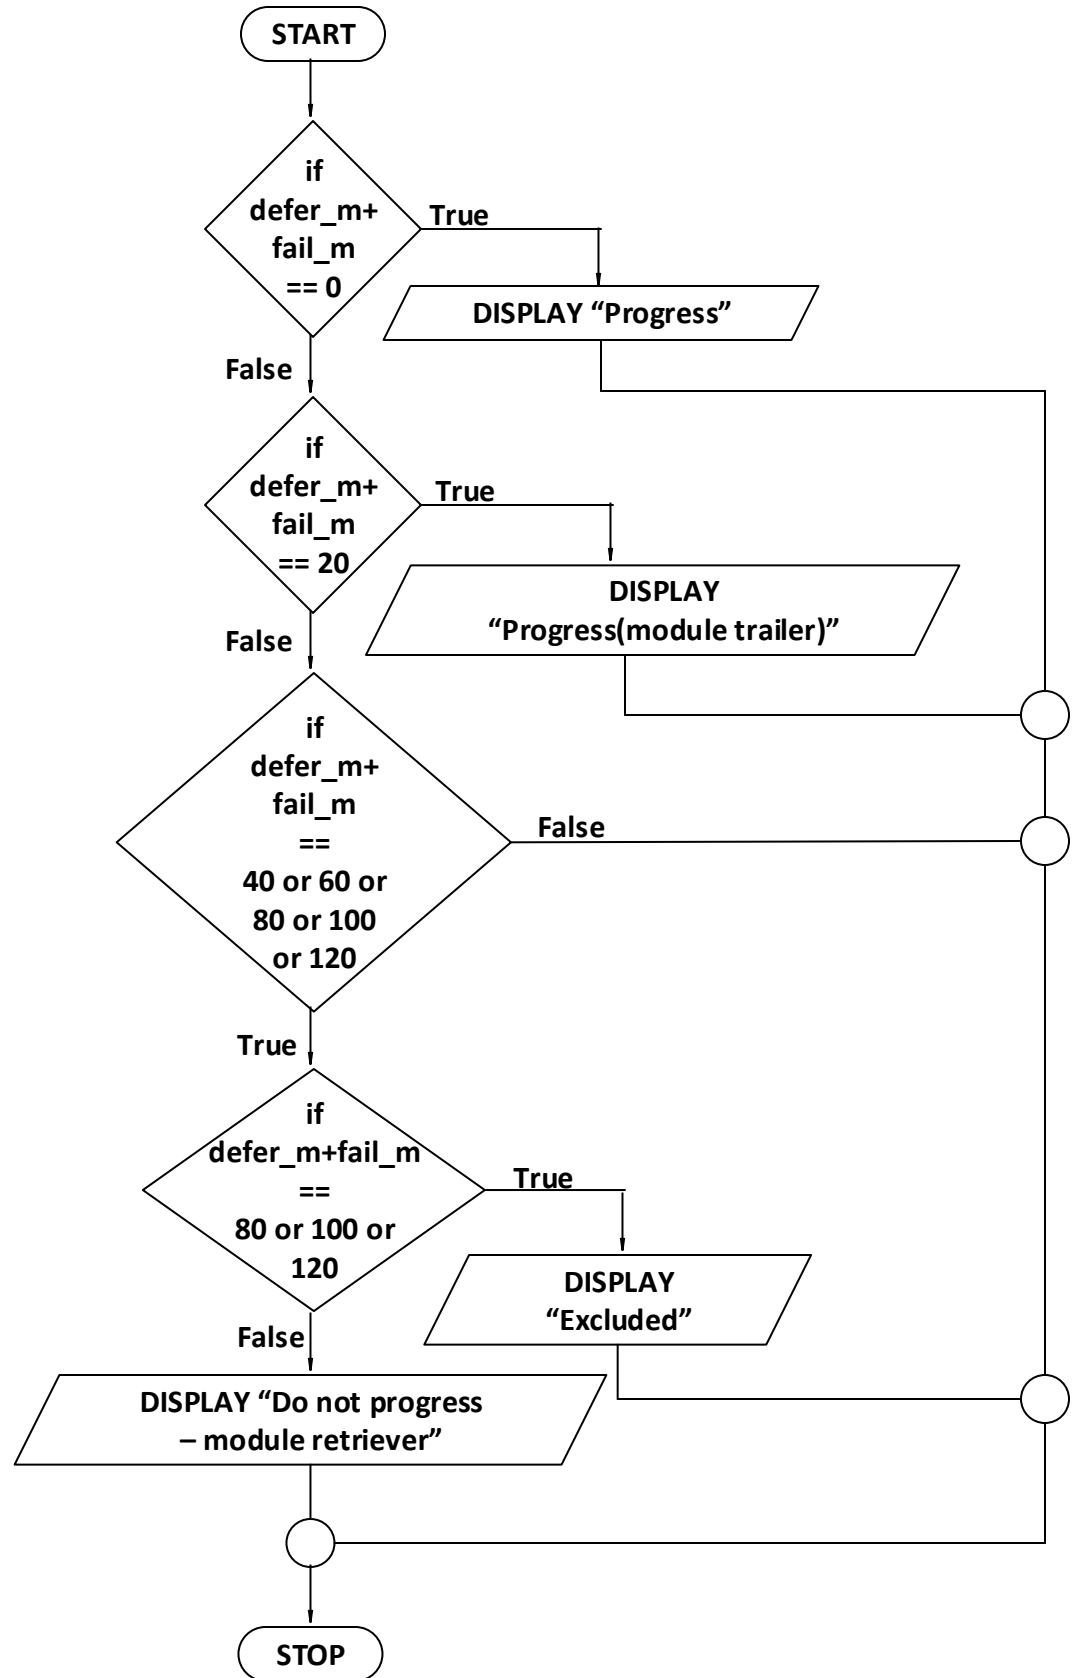 START
if
defer_m+
fail_m
== 0
True
DISPLAY “Progress”
False
if
defer_m+
fail_m
== 20
True
DISPLAY
“Progress(module trailer)”
False
if
defer_m+
fail_m
==
40 or 60 or
80 or 100
or 120
False
True
if
defer_m+fail_m
==
80 or 100 or
120
True
DISPLAY
“Excluded”
False
DISPLAY “Do not progress
– module retriever”
STOP